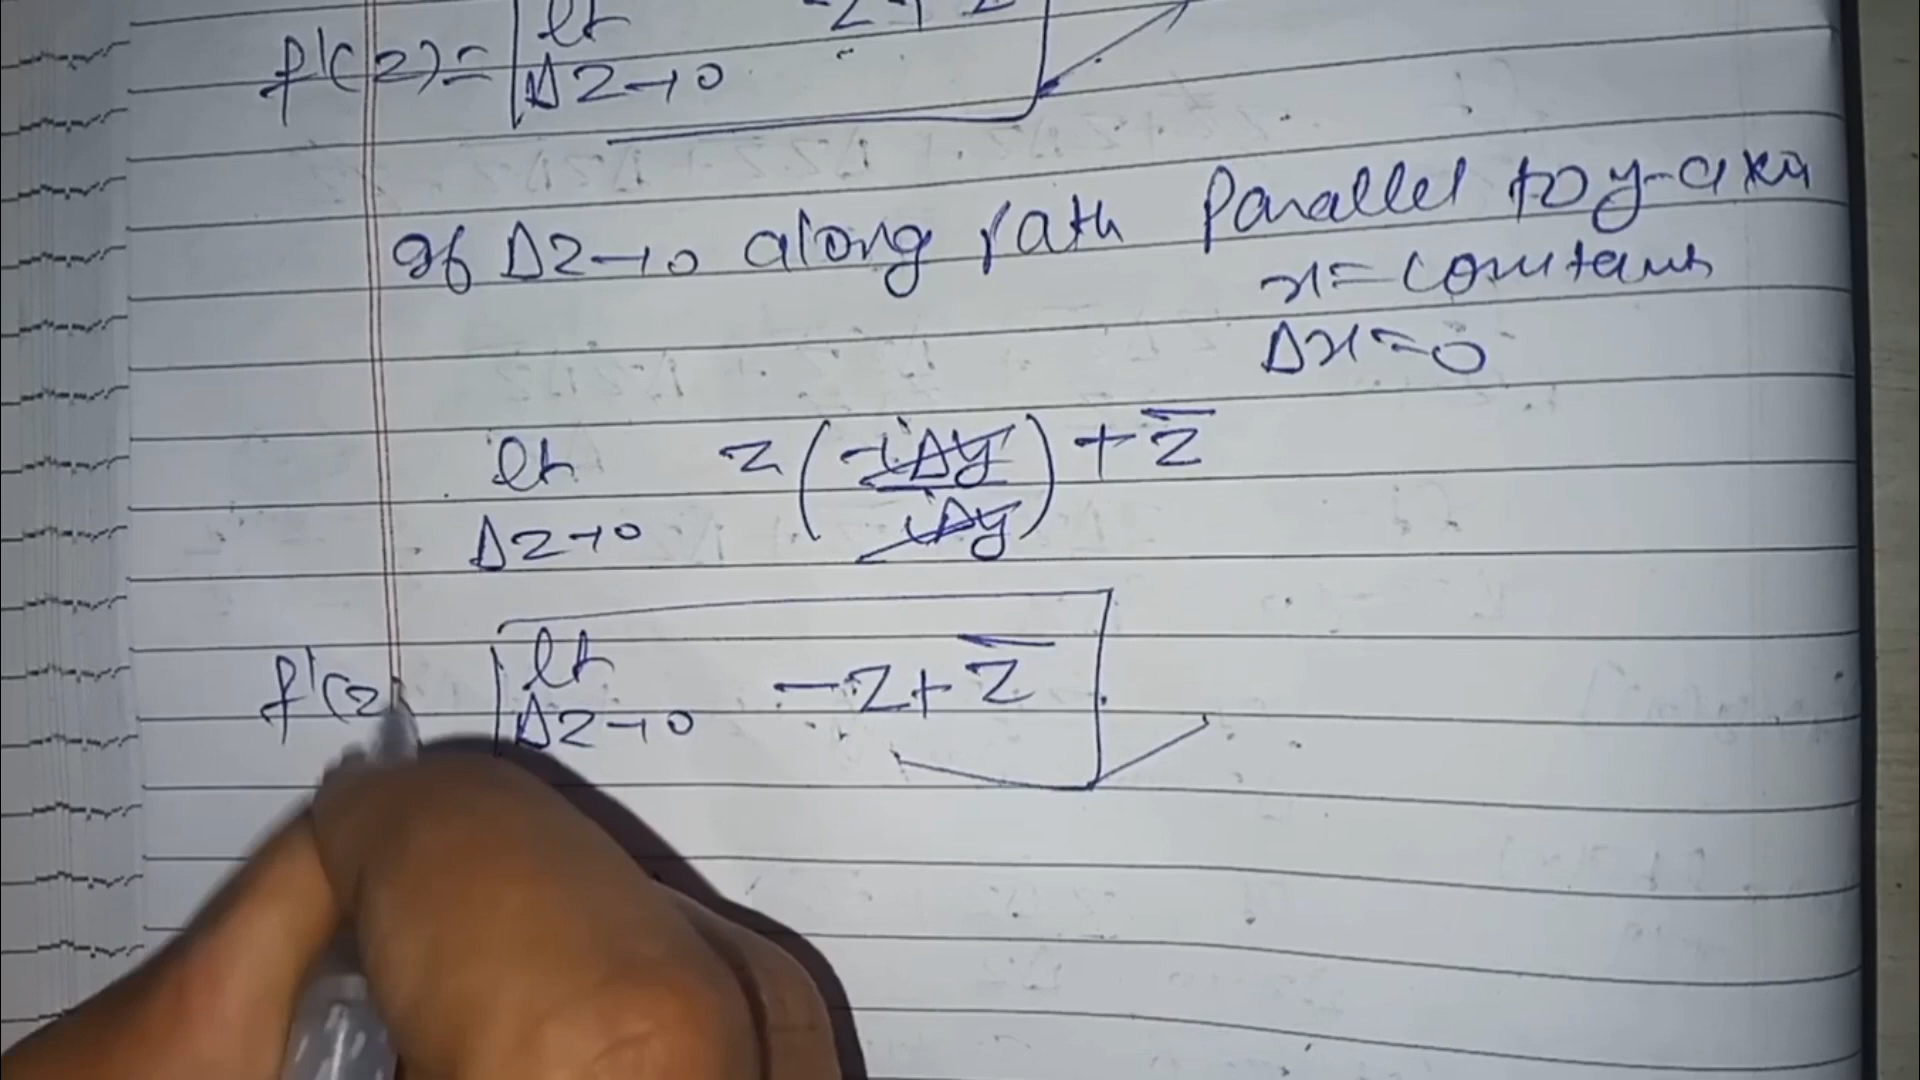 f'(z) = lt z + z̄
Δz→0
If Δz→0 along path Parallel to y-axis
x = constant
Δx = 0
lt z(-iΔy/iΔy) + z̄
Δz→0
f'(z) lt -z + z̄
Δz→0